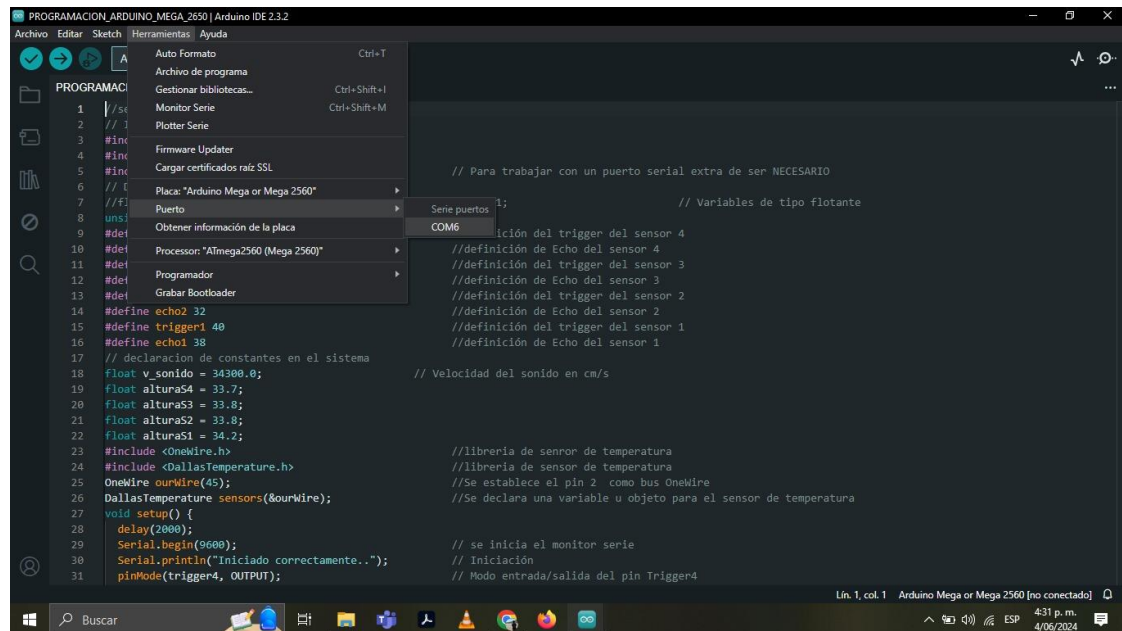 PROGRAMACION_ARDUINO_MEGA_2650 | Arduino IDE 2.3.2
Archivo Editar Sketch Herramientas Ayuda
Auto Formato Ctrl+T
Archivo de programa
Gestionar bibliotecas... Ctrl+Shift+I
Monitor Serie Ctrl+Shift+M
Plotter Serie
Firmware Updater
Cargar certificados raíz SSL
Placa: "Arduino Mega or Mega 2560"
Puerto
Obtener información de la placa
Processor: "ATmega2560 (Mega 2560)"
Programador
Grabar Bootloader
Serie puertos
COM6
A
PROGRAMAC
1 //se
2 //
3 #inc
4 #inc
5 #inc // Para trabajar con un puerto serial extra de ser NECESARIO
6 // D
7 //fl 1; // Variables de tipo flotante
8 unsi
9 #def ición del trigger del sensor 4
10 #def //definición de Echo del sensor 4
11 #def //definición del trigger del sensor 3
12 #def //definición de Echo del sensor 3
13 #def //definición del trigger del sensor 2
14 #define echo2 32 //definición de Echo del sensor 2
15 #define trigger1 40 //definición del trigger del sensor 1
16 #define echo1 38 //definición de Echo del sensor 1
17 // declaracion de constantes en el sistema
18 float v_sonido = 34300.0; // Velocidad del sonido en cm/s
19 float alturaS4 = 33.7;
20 float alturaS3 = 33.8;
21 float alturaS2 = 33.8;
22 float alturaS1 = 34.2;
23 #include <OneWire.h> //libreria de senror de temperatura
24 #include <DallasTemperature.h> //libreria de sensor de temperatura
25 OneWire ourWire(45); //Se establece el pin 2 como bus OneWire
26 DallasTemperature sensors(&ourWire); //Se declara una variable u objeto para el sensor de temperatura
27 void setup() {
28 delay(2000);
29 Serial.begin(9600); // se inicia el monitor serie
30 Serial.println("Iniciado correctamente.."); // Iniciación
31 pinMode(trigger4, OUTPUT); // Modo entrada/salida del pin Trigger4
Lín. 1, col. 1 Arduino Mega or Mega 2560 [no conectado]
Buscar
ESP
4:31 p. m.
4/06/2024